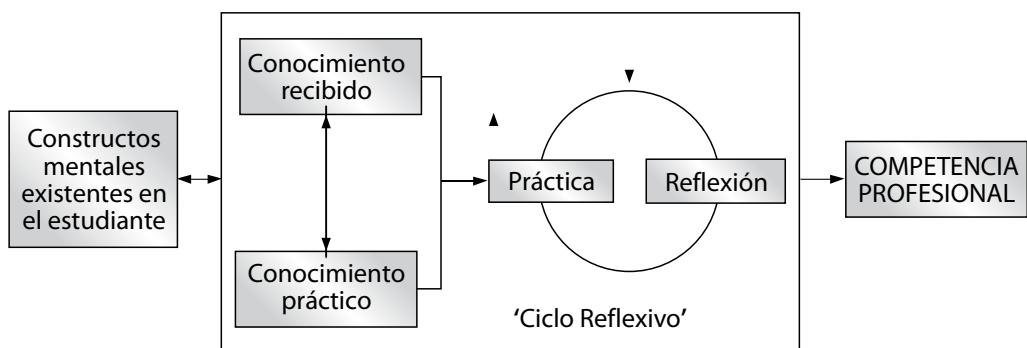 Constructos
mentales
existentes en
el estudiante
Conocimiento
recibido
Conocimiento
práctico
Práctica
Reflexión
'Ciclo Reflexivo'
COMPETENCIA
PROFESIONAL